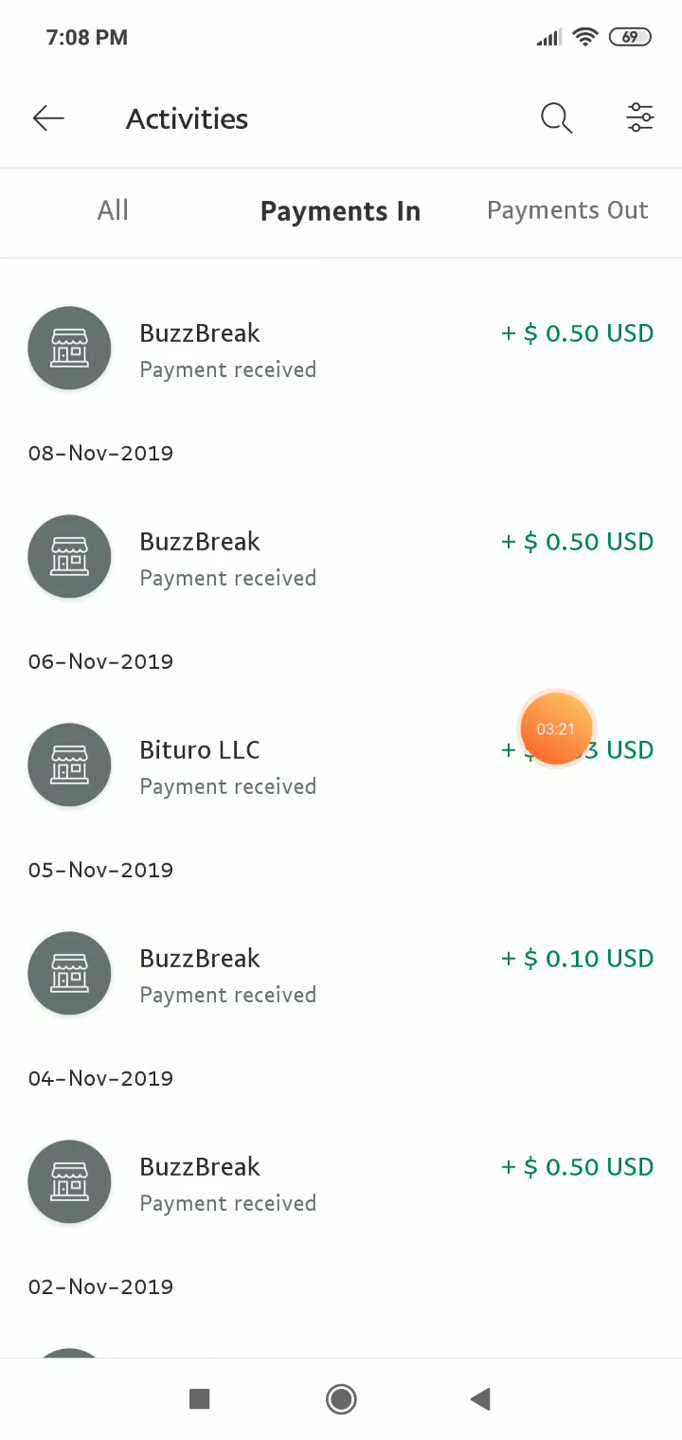 7:08 PM
69
Activities
All Payments In Payments Out
BuzzBreak + $ 0.50 USD
Payment received
08-Nov-2019
BuzzBreak + $ 0.50 USD
Payment received
06-Nov-2019
03:21
Bituro LLC + USD
Payment received
05-Nov-2019
BuzzBreak + $ 0.10 USD
Payment received
04-Nov-2019
BuzzBreak + $ 0.50 USD
Payment received
02-Nov-2019